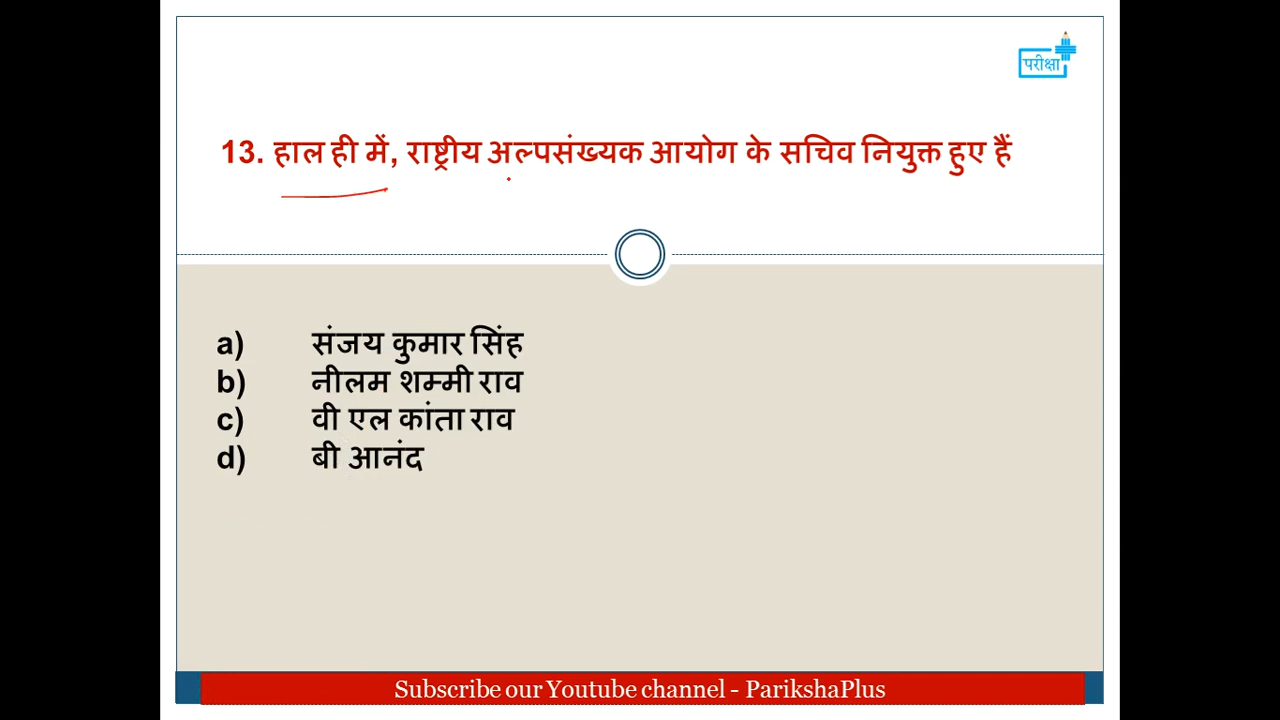 परीक्षा
13. हाल ही में, राष्ट्रीय अल्पसंख्यक आयोग के सचिव नियुक्त हुए हैं
a) संजय कुमार सिंह
b) नीलम शम्मी राव
c) वी एल कांता राव
d) बी आनंद
Subscribe our Youtube channel - ParikshaPlus